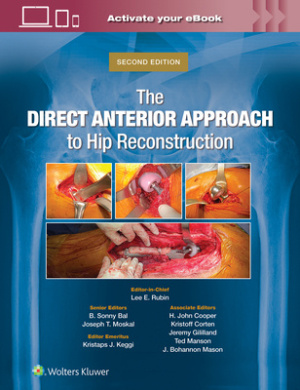 Activate your eBook
SECOND EDITION
The
DIRECT ANTERIOR APPROACH
to Hip Reconstruction
Editor-in-Chief
Lee E. Rubin
Senior Editors
B. Sonny Bal
Joseph T. Moskal
Editor Emeritus
Kristaps J. Keggi
Associate Editors
H. John Cooper
Kristoff Corten
Jeremy Gililland
Ted Manson
J. Bohannon Mason
Wolters Kluwer